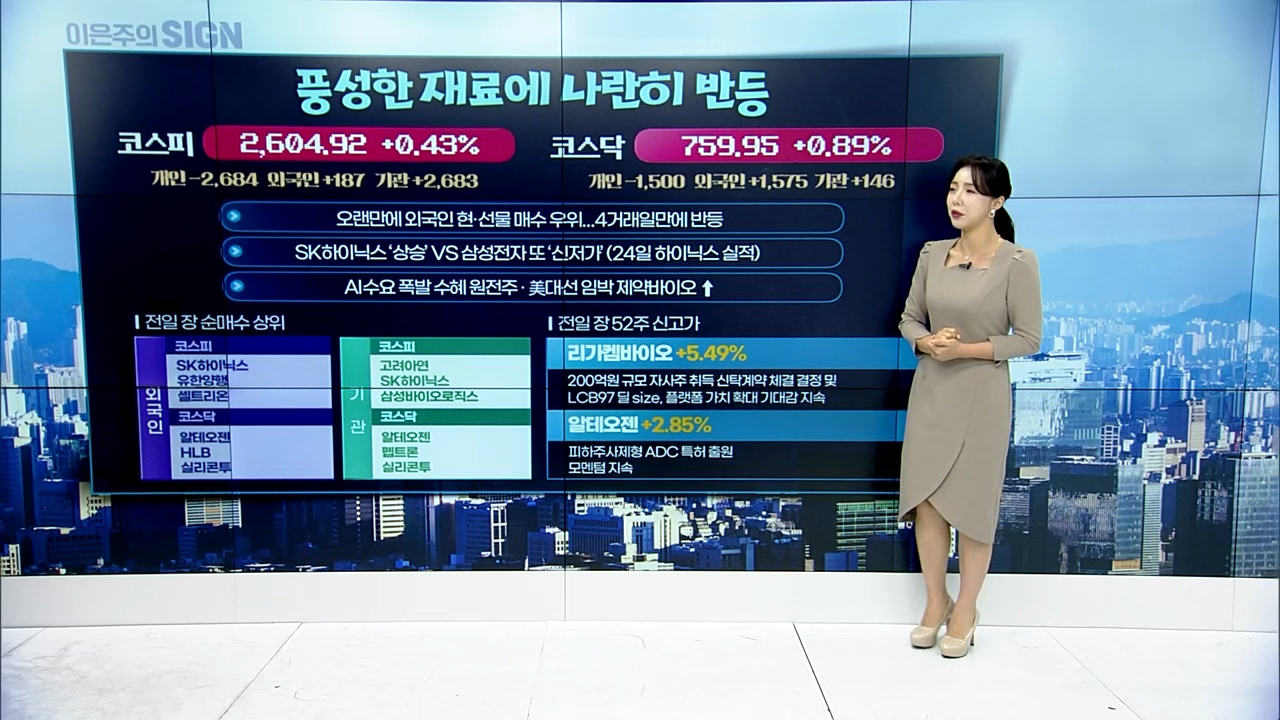 이은주의 SIGN
풍성한 재료에 나란히 반등
코스피 2,604.92 +0.43%
코스닥 759.95 +0.89%
개인 -2,684 외국인 +187 기관 +2,683
개인 -1,500 외국인 +1,575 기관 +146
오랜만에 외국인 현·선물 매수 우위...4거래일만에 반등
SK하이닉스 '상승' VS 삼성전자 또 '신저가' (24일 하이닉스 실적)
AI수요 폭발 수혜 원전주·美대선 임박 제약바이오 ⬆
전일 장 순매수 상위
외국인
코스피
SK하이닉스
유한양행
셀트리온
코스닥
알테오젠
HLB
실리콘투
기관
코스피
고려아연
SK하이닉스
삼성바이오로직스
코스닥
알테오젠
펩트론
실리콘투
전일 장 52주 신고가
리가켐바이오 +5.49%
200억원 규모 자사주 취득 신탁계약 체결 결정 및
LCB97 딜 size, 플랫폼 가치 확대 기대감 지속
알테오젠 +2.85%
피하주사제형 ADC 특허 출원
모멘텀 지속